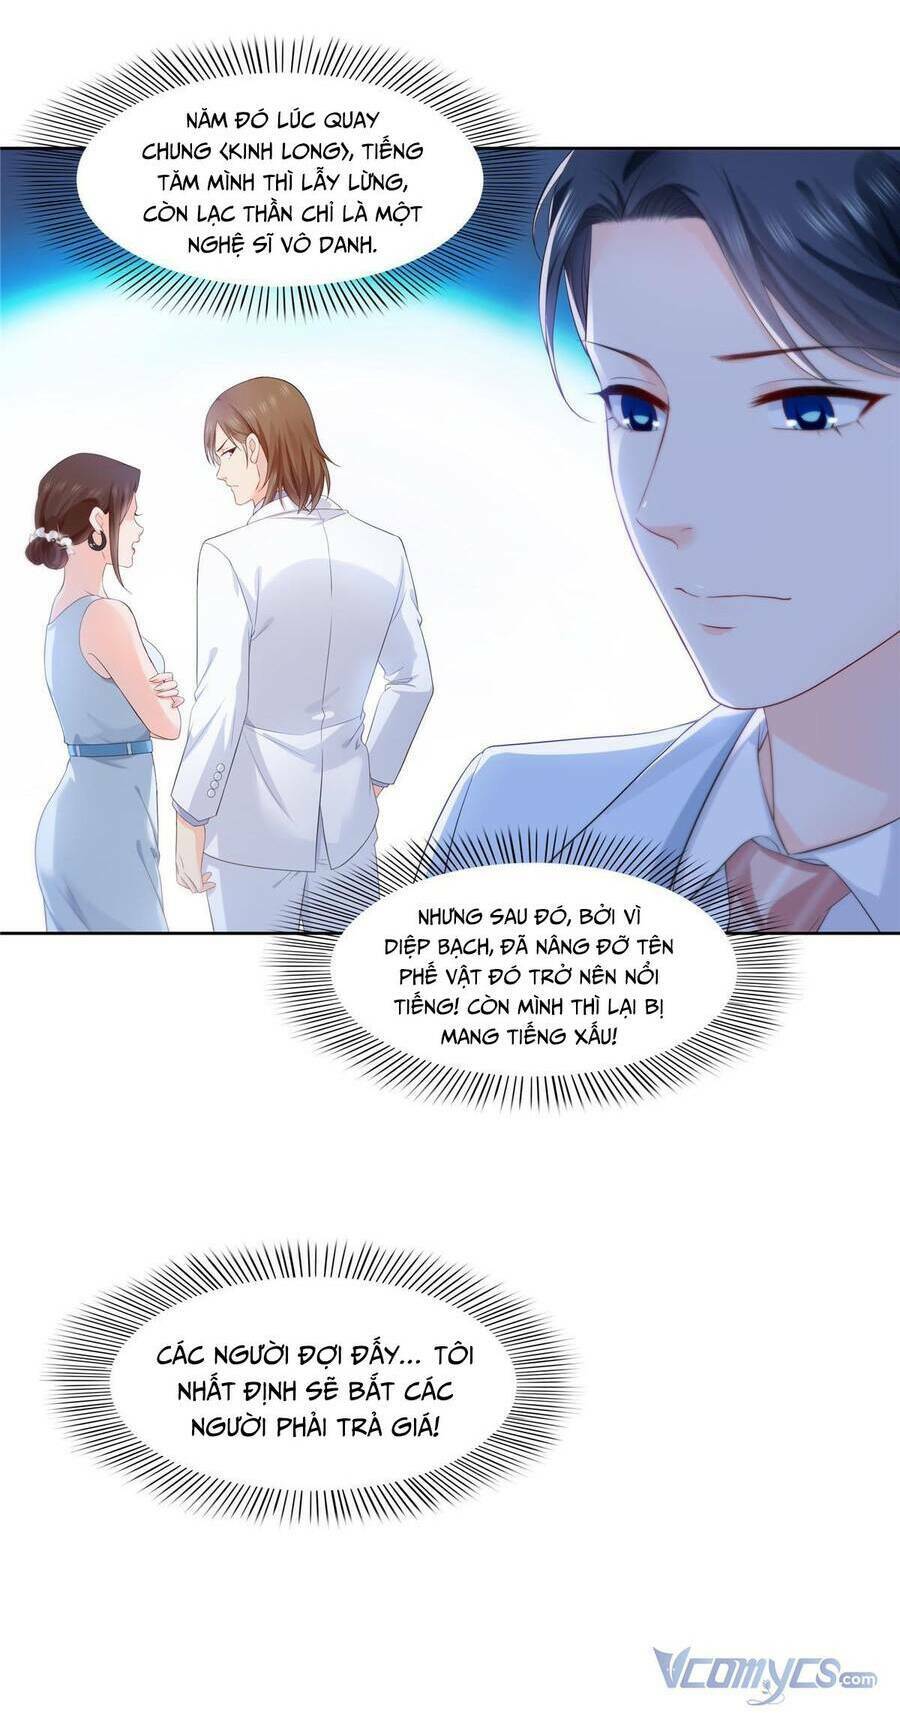 NĂM ĐÓ LÚC QUAY
CHUNG <KINH LONG>, TIẾNG
TĂM MÌNH THÌ LẪY LỪNG,
CÒN LẠC THẦN CHỈ LÀ MỘT
NGHỆ SĨ VÔ DANH.
NHƯNG SAU ĐÓ, BỞI VÌ
DIỆP BẠCH, ĐÃ NÂNG ĐỠ TÊN
PHẾ VẬT ĐÓ TRỞ NÊN NỔI
TIẾNG! CÒN MÌNH THÌ LẠI BỊ
MANG TIẾNG XẤU!
CÁC NGƯỜI ĐỢI ĐẤY... TÔI
NHẤT ĐỊNH SẼ BẮT CÁC
NGƯỜI PHẢI TRẢ GIÁ!
VCOMYCS.com